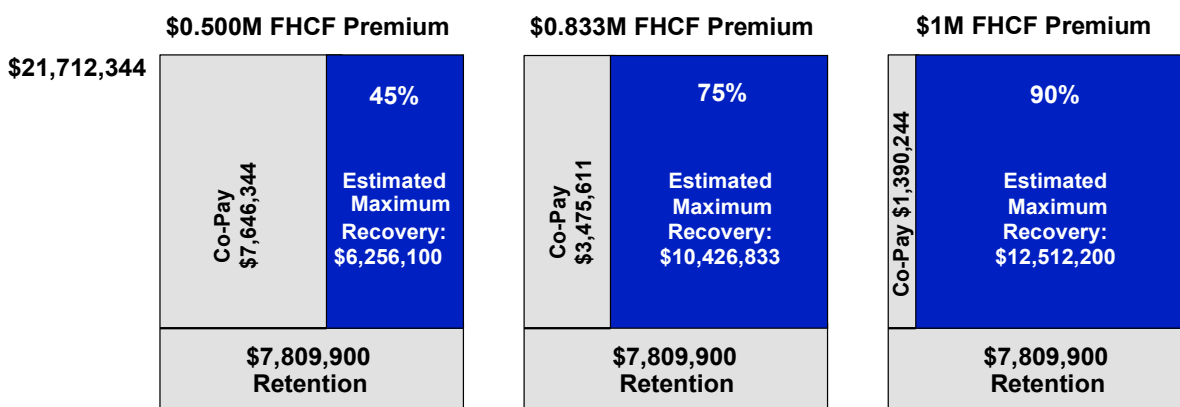 $0.500M FHCF Premium
$21,712,344
Co-Pay
$7,646,344
45%
Estimated
Maximum
Recovery:
$6,256,100
$7,809,900
Retention
$0.833M FHCF Premium
Co-Pay
$3,475,611
75%
Estimated
Maximum
Recovery:
$10,426,833
$7,809,900
Retention
$1M FHCF Premium
Co-Pay $1,390,244
90%
Estimated
Maximum
Recovery:
$12,512,200
$7,809,900
Retention